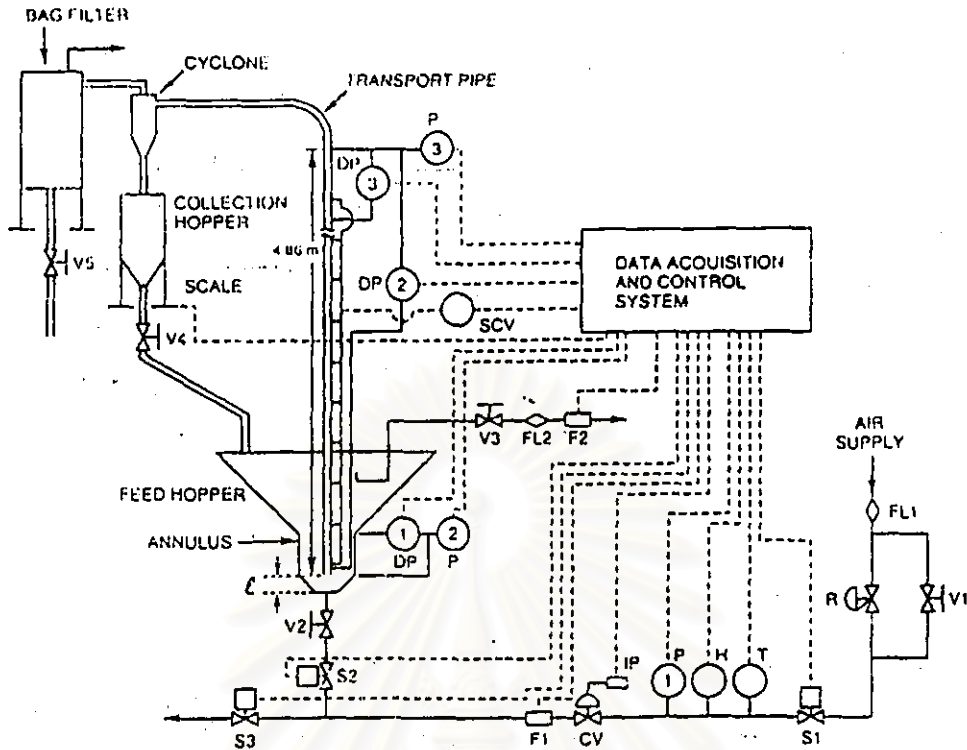 BAG FILTER
CYCLONE
TRANSPORT PIPE
P
3
DP
3
COLLECTION
HOPPER
4.86 m
V5
SCALE
DP
2
SCV
DATA ACQUISITION
AND CONTROL
SYSTEM
V4
V3
FL2
F2
AIR
SUPPLY
FEED HOPPER
FL1
ANNULUS
1
DP
2
P
ℓ
R
V1
V2
S2
IP
P
H
T
1
S3
F1
CV
S1